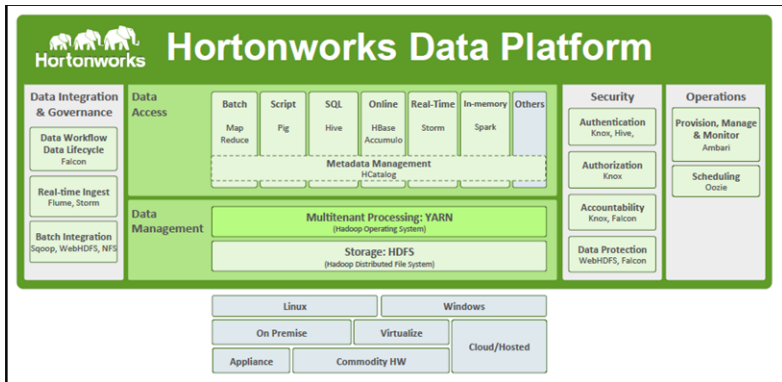 Hortonworks
Hortonworks Data Platform
Data Integration
& Governance
Data Workflow
Data Lifecycle
Falcon
Real-time Ingest
Flume, Storm
Batch Integration
Sqoop, WebHDFS, NFS
Data
Access
Batch
Map
Reduce
Script
Pig
SQL
Hive
Online
HBase
Accumulo
Real-Time
Storm
In-memory
Spark
Others
Metadata Management
HCatalog
Data
Management
Multitenant Processing: YARN
(Hadoop Operating System)
Storage: HDFS
(Hadoop Distributed File System)
Security
Authentication
Knox, Hive,
Authorization
Knox
Accountability
Knox, Falcon
Data Protection
WebHDFS, Falcon
Operations
Provision, Manage
& Monitor
Ambari
Scheduling
Oozie
Linux
Windows
On Premise
Virtualize
Cloud/Hosted
Appliance
Commodity HW